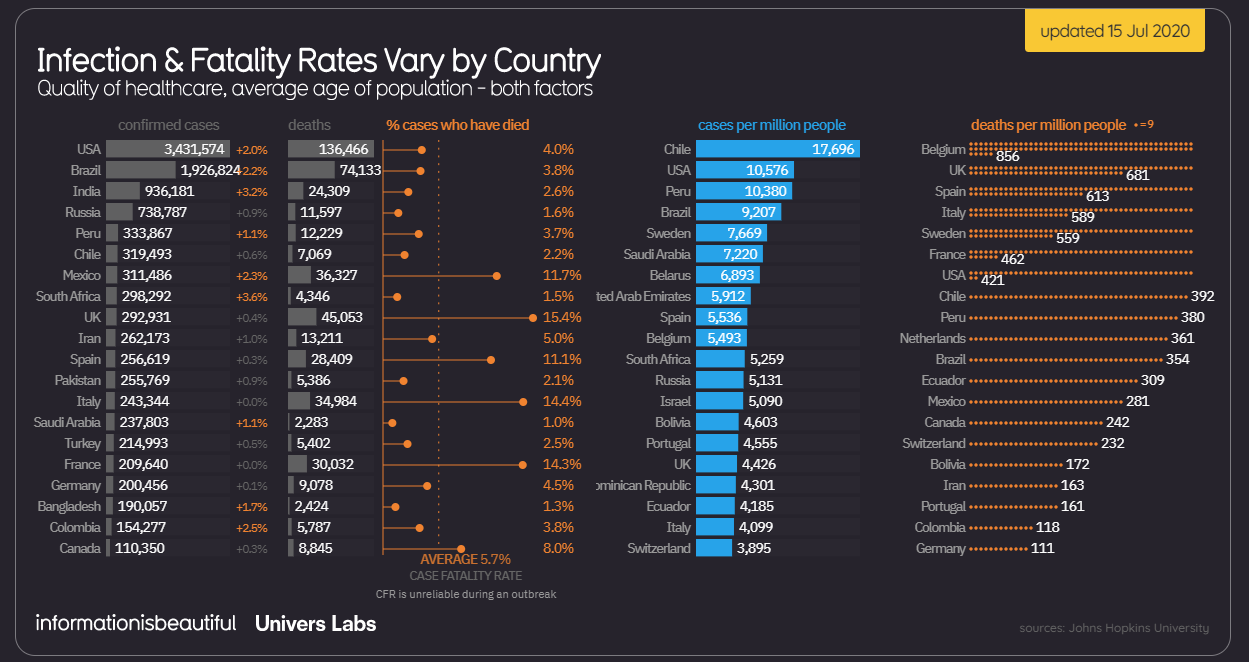 updated 15 Jul 2020
Infection & Fatality Rates Vary by Country
Quality of healthcare, average age of population - both factors
confirmed cases deaths % cases who have died cases per million people deaths per million people •=9
USA 3,431,574 +2.0% 136,466 4.0% Chile 17,696 Belgium 856
Brazil 1,926,824 2.2% 74,133 3.8% USA 10,576 UK 681
India 936,181 +3.2% 24,309 2.6% Peru 10,380 Spain 613
Russia 738,787 +0.9% 11,597 1.6% Brazil 9,207 Italy 589
Peru 333,867 +1.1% 12,229 3.7% Sweden 7,669 Sweden 559
Chile 319,493 +0.6% 7,069 2.2% Saudi Arabia 7,220 France 462
Mexico 311,486 +2.3% 36,327 11.7% Belarus 6,893 USA 421
South Africa 298,292 +3.6% 4,346 1.5% ted Arab Emirates 5,912 Chile 392
UK 292,931 +0.4% 45,053 15.4% Spain 5,536 Peru 380
Iran 262,173 +1.0% 13,211 5.0% Belgium 5,493 Netherlands 361
Spain 256,619 +0.3% 28,409 11.1% South Africa 5,259 Brazil 354
Pakistan 255,769 +0.9% 5,386 2.1% Russia 5,131 Ecuador 309
Italy 243,344 +0.0% 34,984 14.4% Israel 5,090 Mexico 281
Saudi Arabia 237,803 +1.1% 2,283 1.0% Bolivia 4,603 Canada 242
Turkey 214,993 +0.5% 5,402 2.5% Portugal 4,555 Switzerland 232
France 209,640 +0.0% 30,032 14.3% UK 4,426 Bolivia 172
Germany 200,456 +0.1% 9,078 4.5% minican Republic 4,301 Iran 163
Bangladesh 190,057 +1.7% 2,424 1.3% Ecuador 4,185 Portugal 161
Colombia 154,277 +2.5% 5,787 3.8% Italy 4,099 Colombia 118
Canada 110,350 +0.3% 8,845 8.0% Switzerland 3,895 Germany 111
AVERAGE 5.7%
CASE FATALITY RATE
CFR is unreliable during an outbreak
informationisbeautiful Univers Labs
sources: Johns Hopkins University